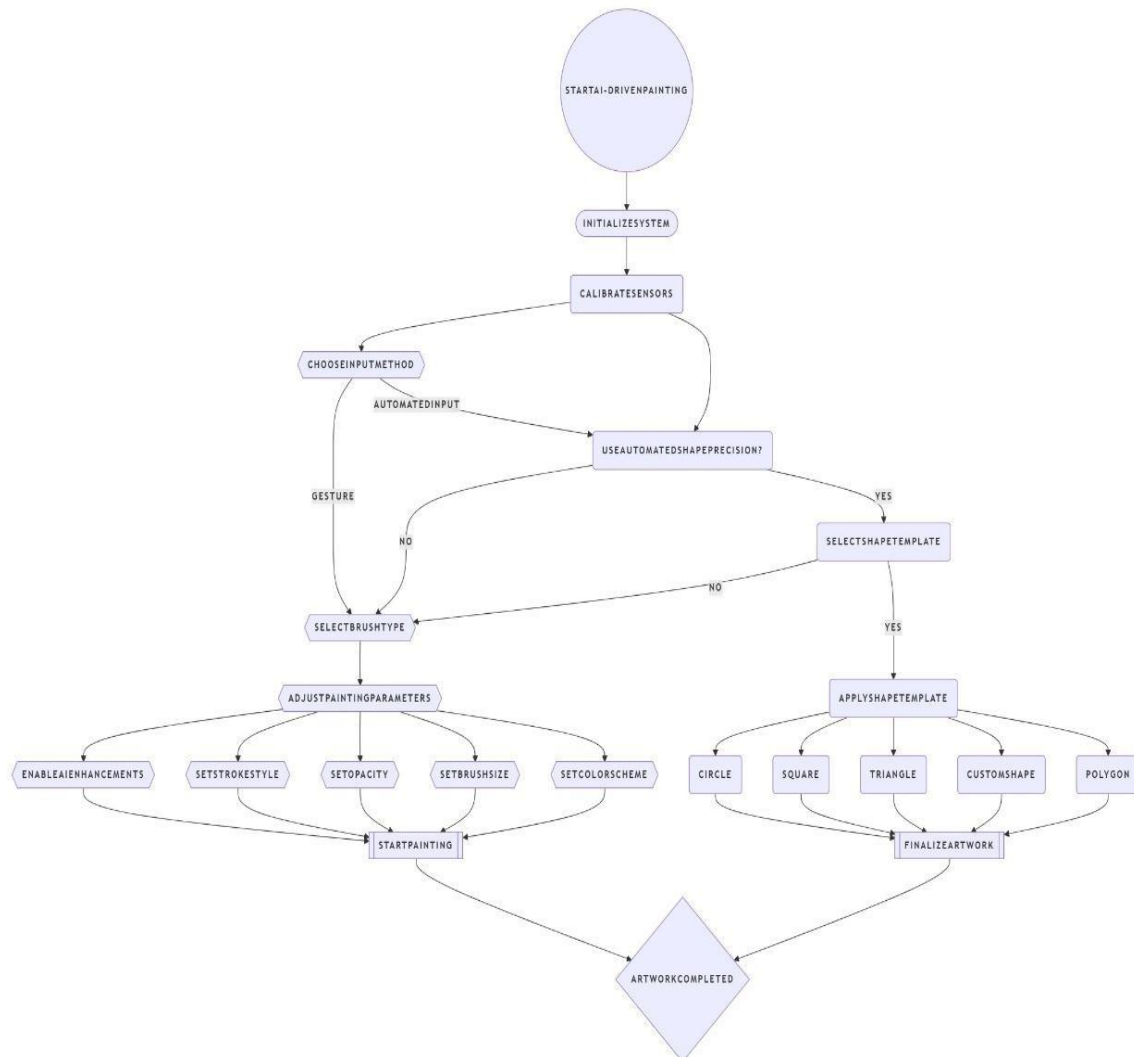 STARTAI-DRIVENPAINTING
INITIALIZESYSTEM
CALIBRATESENSORS
CHOOSEINPUTMETHOD
AUTOMATEDINPUT
USEAUTOMATEDSHAPEPRECISION?
GESTURE
YES
NO
SELECTSHAPETEMPLATE
NO
SELECTBRUSHTYPE
YES
ADJUSTPAINTINGPARAMETERS
APPLYSHAPETEMPLATE
ENABLEAIENHANCEMENTS
SETSTROKESTYLE
SETOPACITY
SETBRUSHSIZE
SETCOLORSCHEME
CIRCLE
SQUARE
TRIANGLE
CUSTOMSHAPE
POLYGON
STARTPAINTING
FINALIZEARTWORK
ARTWORKCOMPLETED